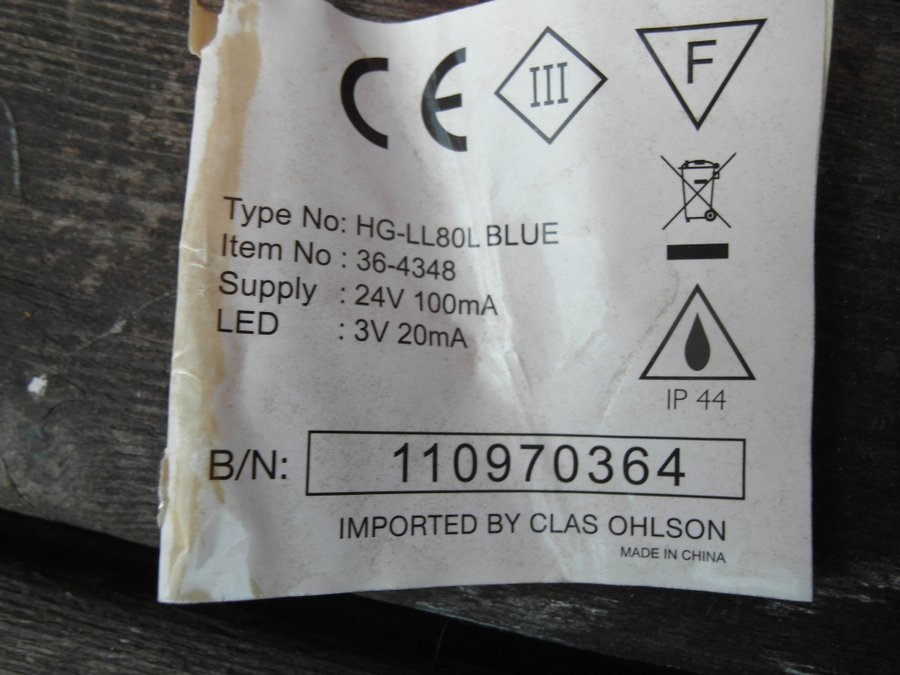 CE
III
F
Type No: HG-LL80L BLUE
Item No : 36-4348
Supply : 24V 100mA
LED : 3V 20mA
IP 44
B/N: 110970364
IMPORTED BY CLAS OHLSON
MADE IN CHINA